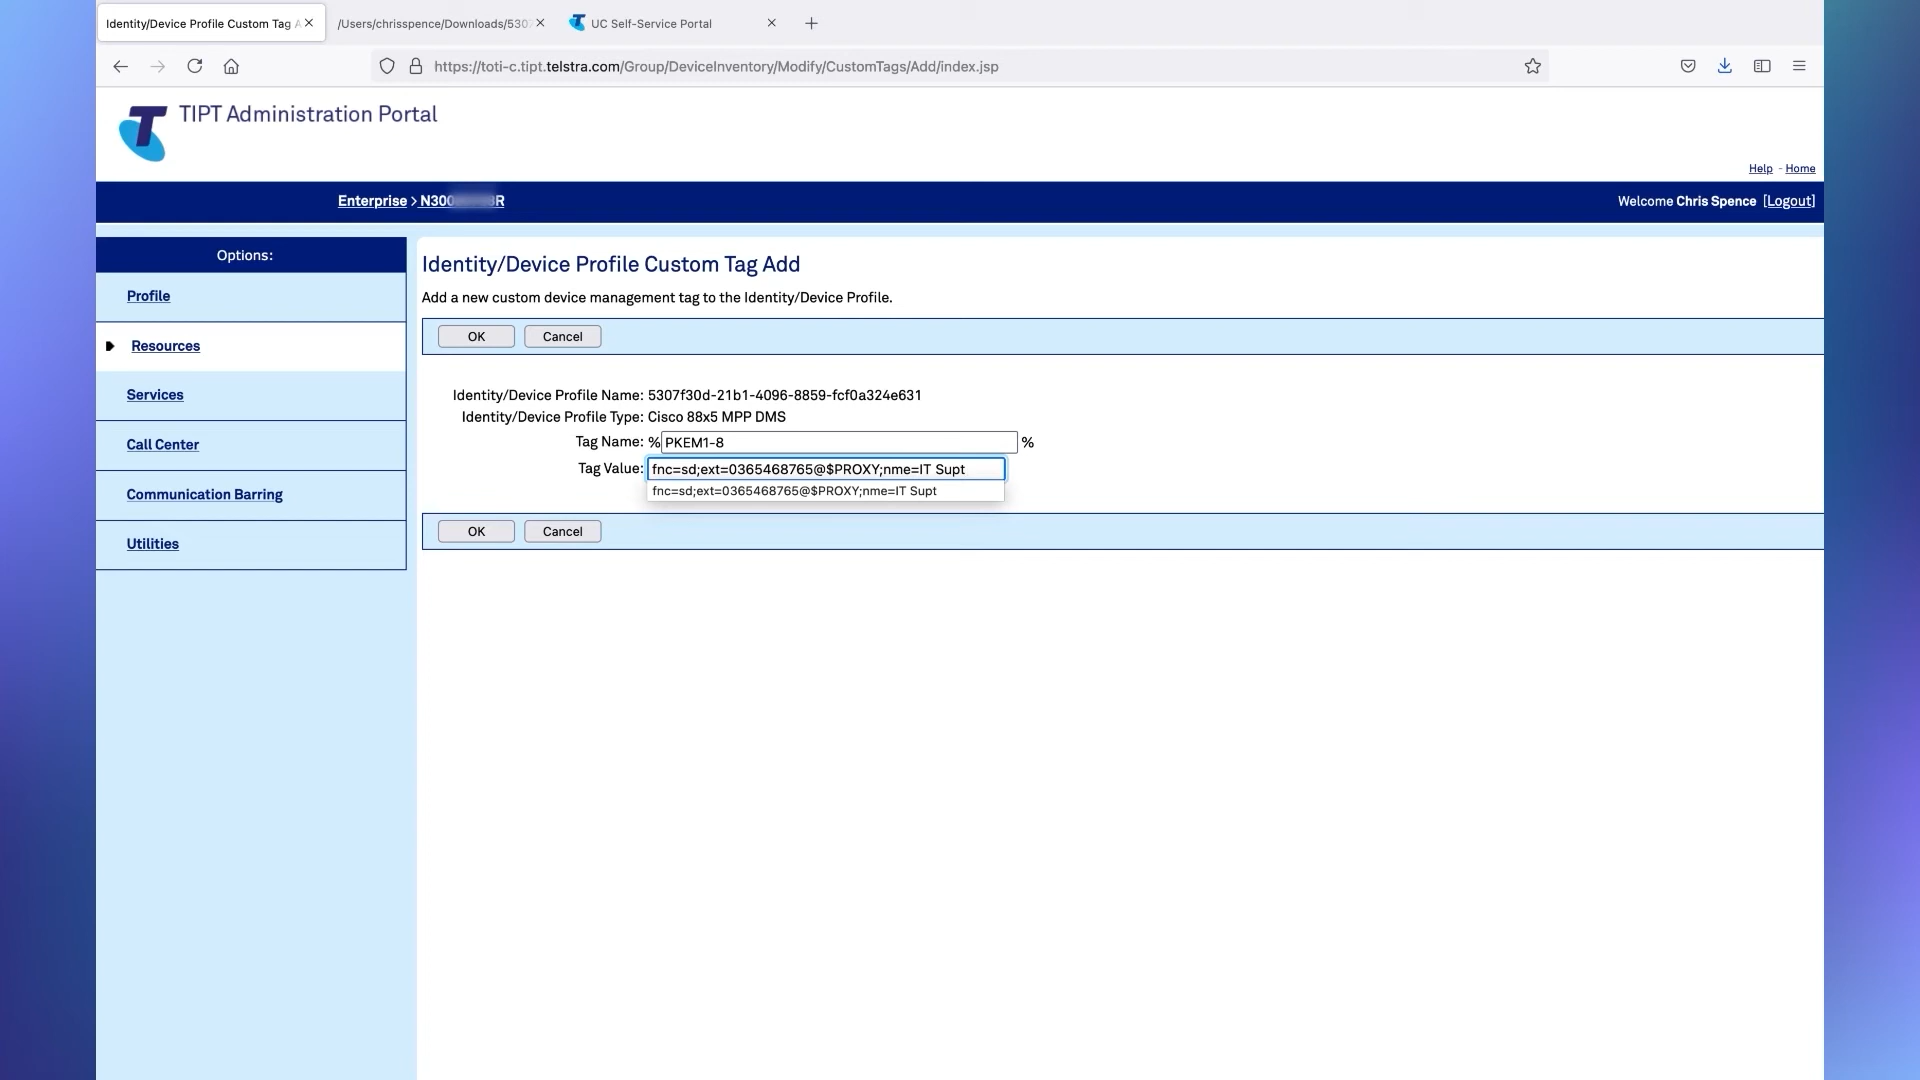 Identity/Device Profile Custom Tag A
/Users/chrisspence/Downloads/530
UC Self-Service Portal
https://toti-c.tipt.telstra.com/Group/DeviceInventory/Modify/CustomTags/Add/index.jsp
TIPT Administration Portal
Help - Home
Enterprise > N300 R
Welcome Chris Spence [Logout]
Options:
Profile
Resources
Services
Call Center
Communication Barring
Utilities
Identity/Device Profile Custom Tag Add
Add a new custom device management tag to the Identity/Device Profile.
OK Cancel
Identity/Device Profile Name: 5307f30d-21b1-4096-8859-fcf0a324e631
Identity/Device Profile Type: Cisco 88x5 MPP DMS
Tag Name: % PKEM1-8 %
Tag Value: fnc=sd;ext=0365468765@$PROXY;nme=IT Supt
fnc=sd;ext=0365468765@$PROXY;nme=IT Supt
OK Cancel